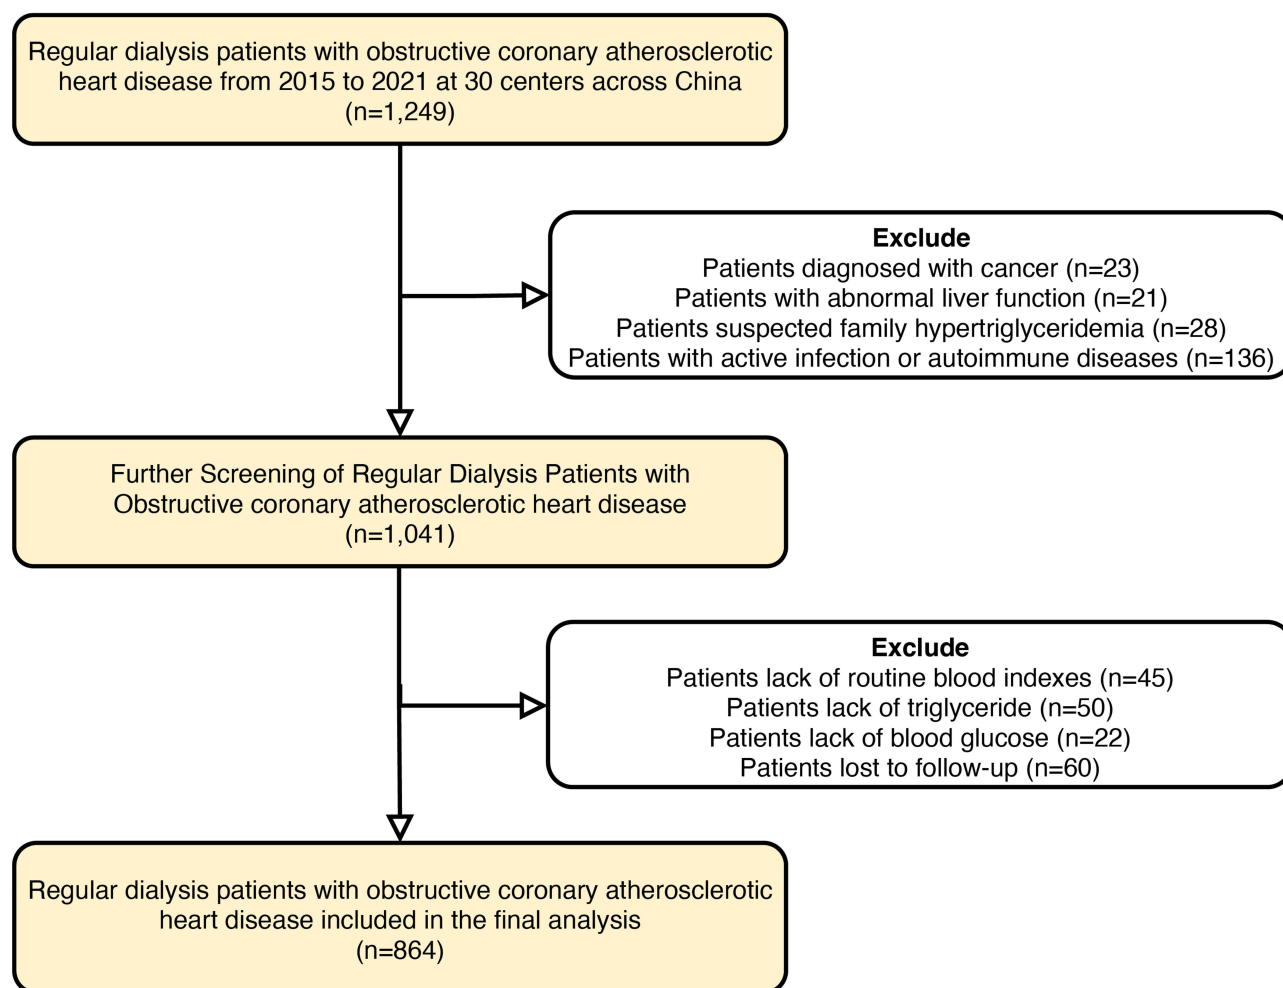 Regular dialysis patients with obstructive coronary atherosclerotic
heart disease from 2015 to 2021 at 30 centers across China
(n=1,249)
Exclude
Patients diagnosed with cancer (n=23)
Patients with abnormal liver function (n=21)
Patients suspected family hypertriglyceridemia (n=28)
Patients with active infection or autoimmune diseases (n=136)
Further Screening of Regular Dialysis Patients with
Obstructive coronary atherosclerotic heart disease
(n=1,041)
Exclude
Patients lack of routine blood indexes (n=45)
Patients lack of triglyceride (n=50)
Patients lack of blood glucose (n=22)
Patients lost to follow-up (n=60)
Regular dialysis patients with obstructive coronary atherosclerotic
heart disease included in the final analysis
(n=864)